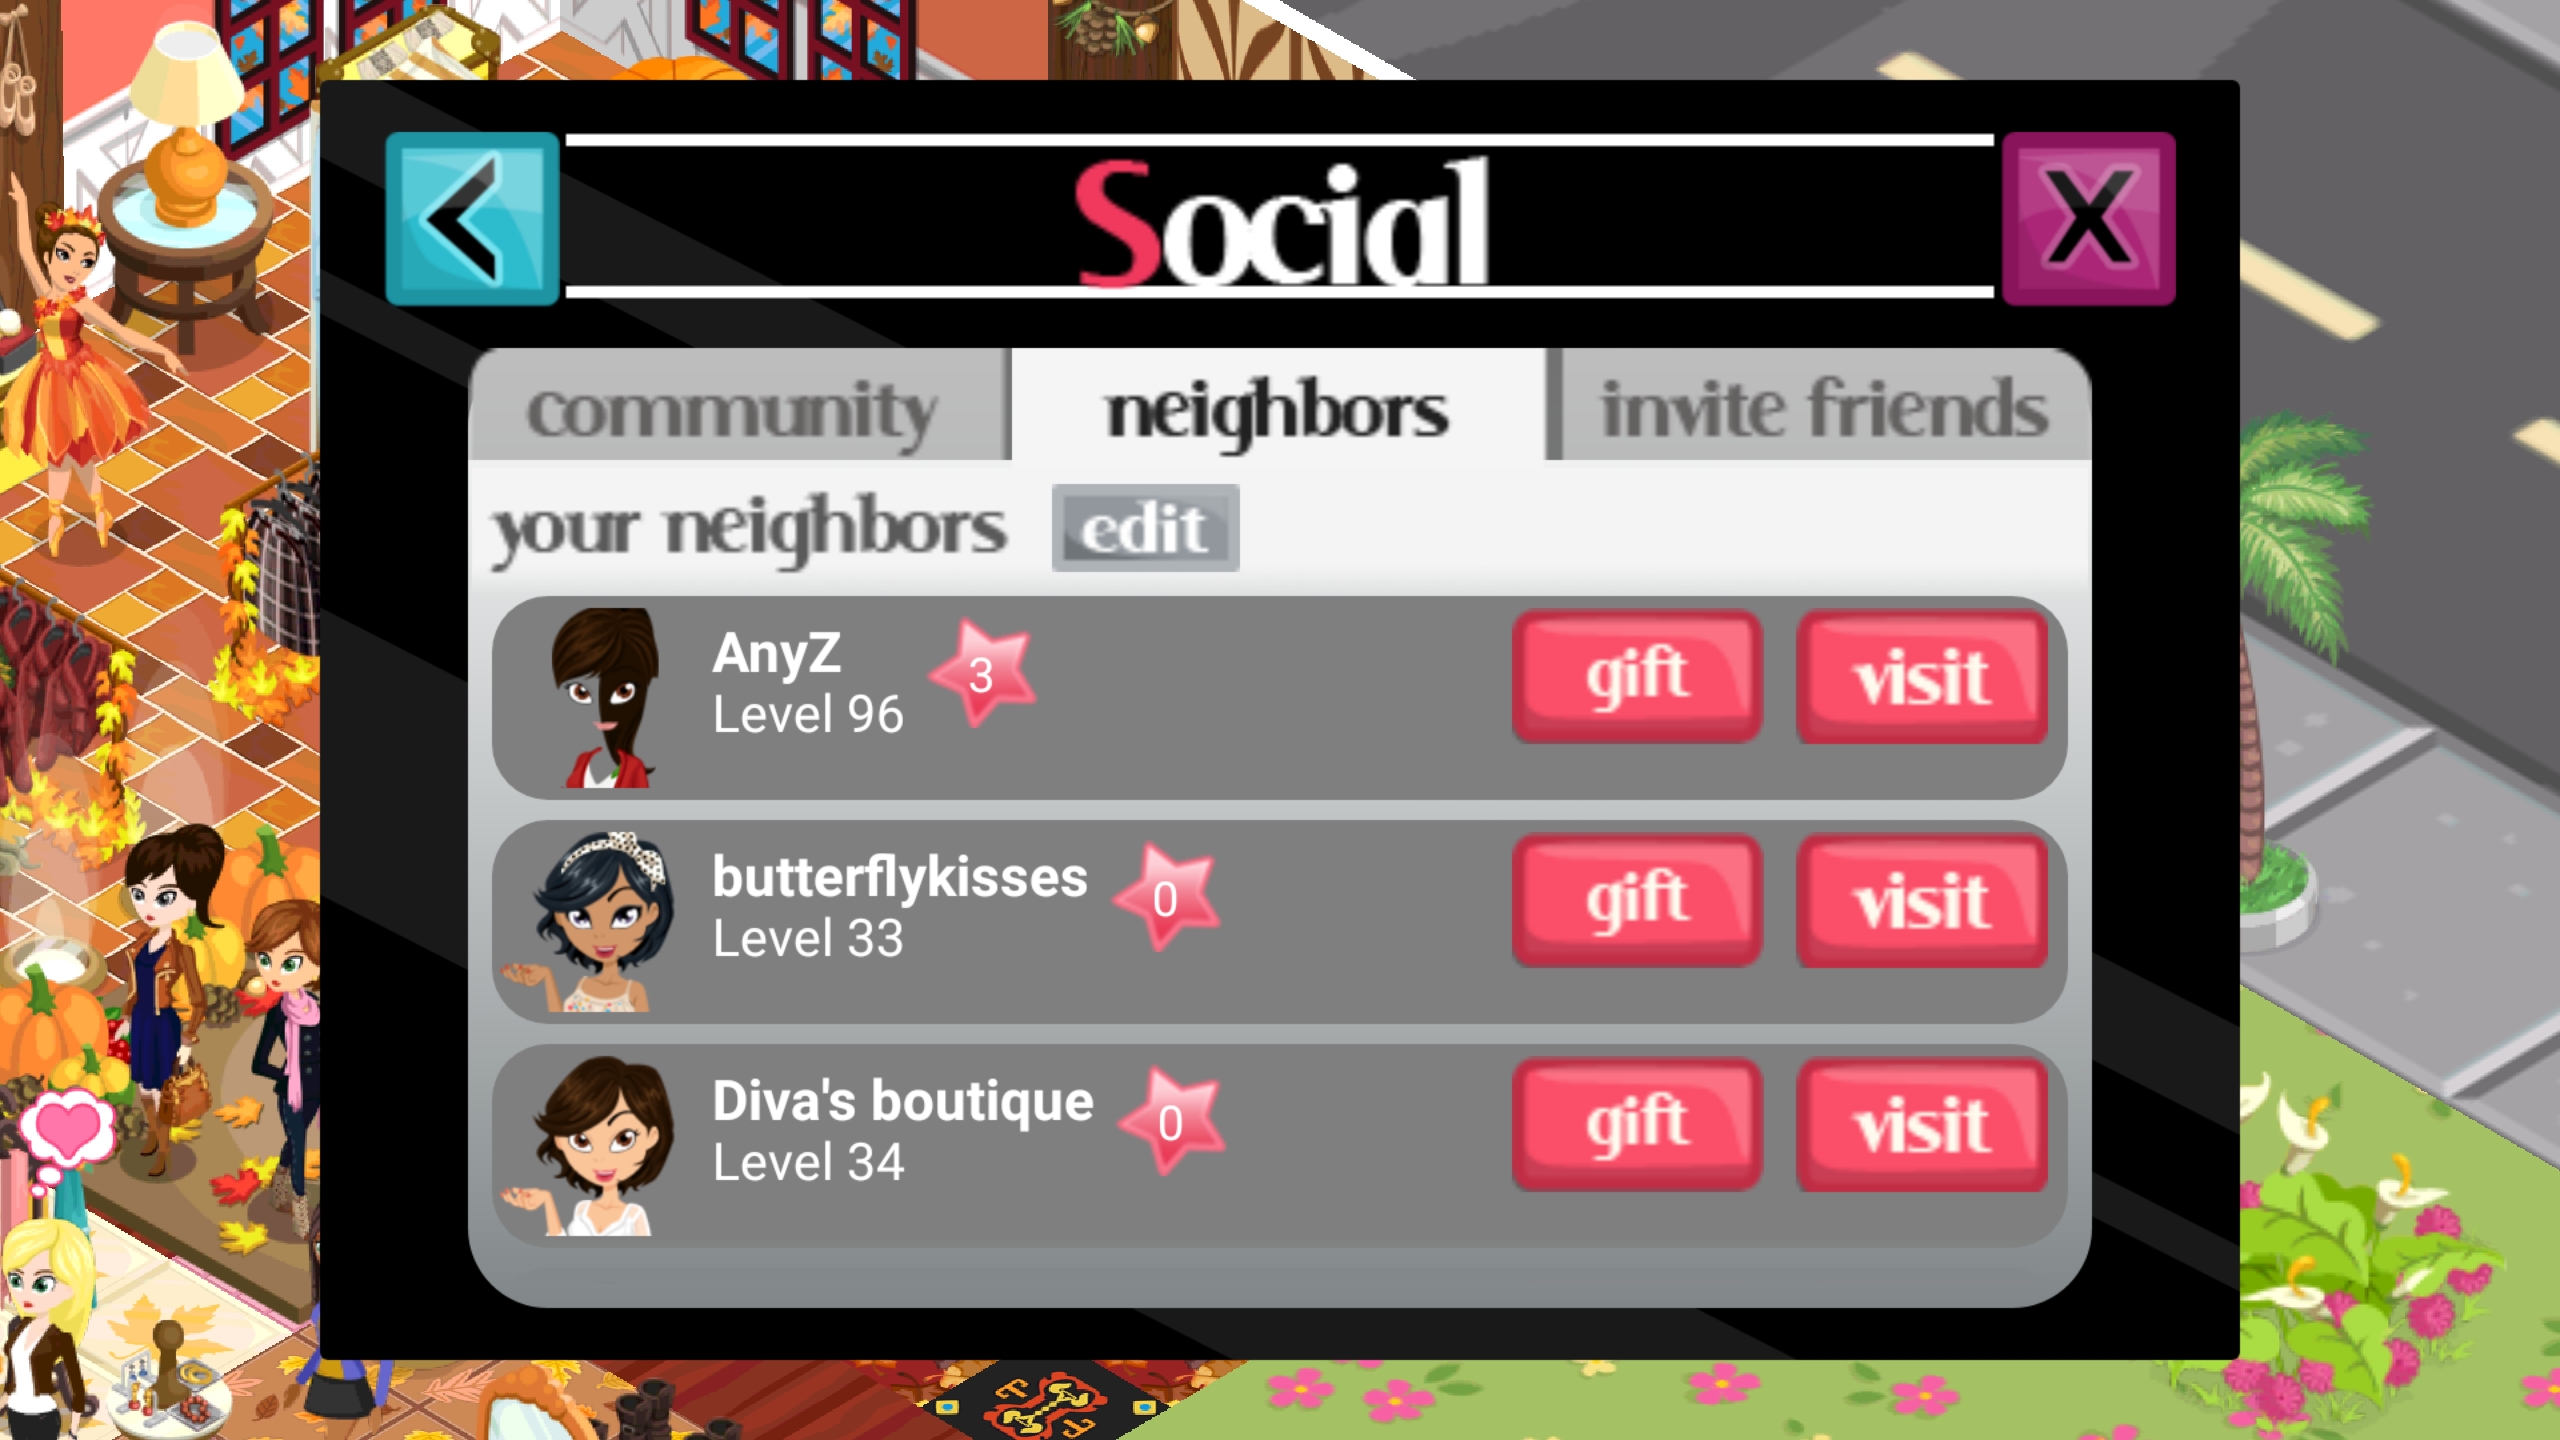 Social
community
neighbors
invite friends
your neighbors
edit
AnyZ
3
Level 96
gift
visit
butterflykisses
0
Level 33
gift
visit
Diva's boutique
0
Level 34
gift
visit